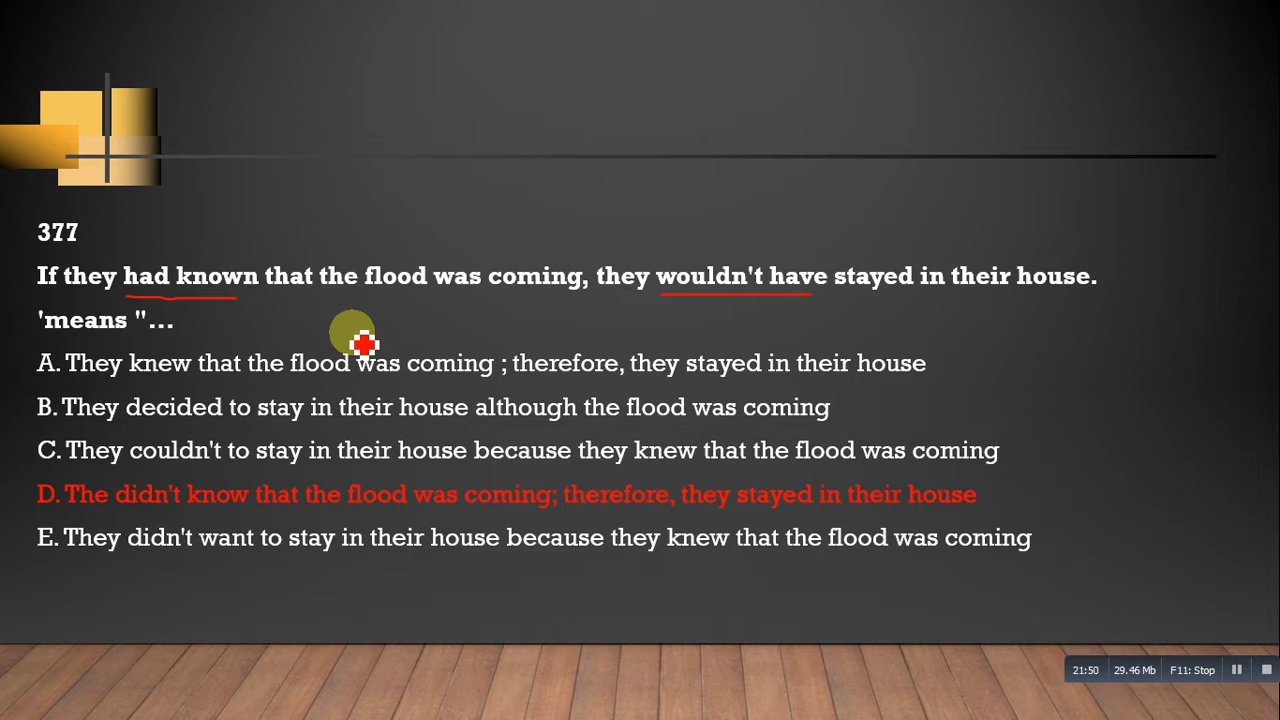 377
If they had known that the flood was coming, they wouldn't have stayed in their house.
'means "...
A. They knew that the flood was coming ; therefore, they stayed in their house
B. They decided to stay in their house although the flood was coming
C. They couldn't to stay in their house because they knew that the flood was coming
D. The didn't know that the flood was coming; therefore, they stayed in their house
E. They didn't want to stay in their house because they knew that the flood was coming
21:50 29.46 Mb F11: Stop